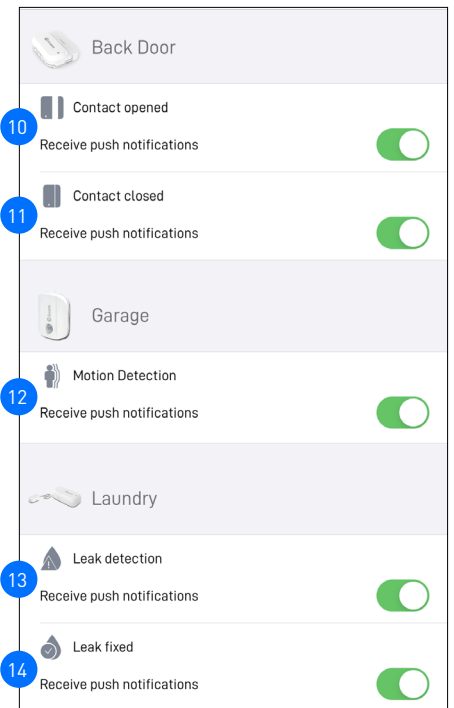 Back Door
Contact opened
10
Receive push notifications
Contact closed
11
Receive push notifications
Garage
Motion Detection
12
Receive push notifications
Laundry
Leak detection
13
Receive push notifications
Leak fixed
14
Receive push notifications